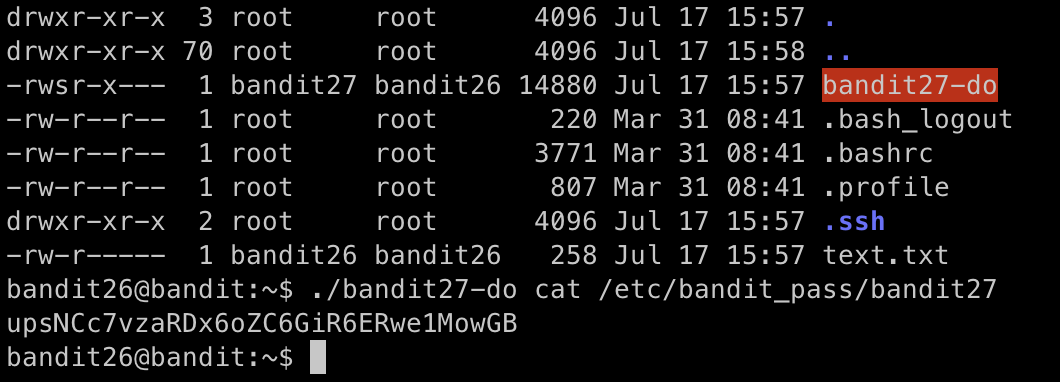 drwxr-xr-x 3 root root 4096 Jul 17 15:57 .
drwxr-xr-x 70 root root 4096 Jul 17 15:58 ..
-rwsr-x--- 1 bandit27 bandit26 14880 Jul 17 15:57 bandit27-do
-rw-r--r-- 1 root root 220 Mar 31 08:41 .bash_logout
-rw-r--r-- 1 root root 3771 Mar 31 08:41 .bashrc
-rw-r--r-- 1 root root 807 Mar 31 08:41 .profile
drwxr-xr-x 2 root root 4096 Jul 17 15:57 .ssh
-rw-r----- 1 bandit26 bandit26 258 Jul 17 15:57 text.txt
bandit26@bandit:~$ ./bandit27-do cat /etc/bandit_pass/bandit27
upsNCc7vzaRDx6oZC6GiR6ERwe1MowGB
bandit26@bandit:~$